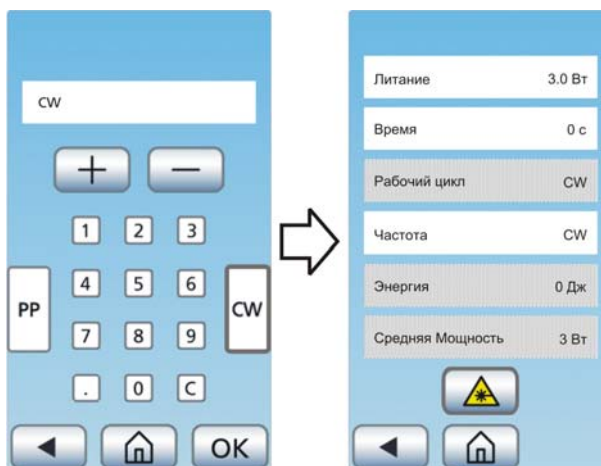 CW
1 2 3
4 5 6
PP
CW
7 8 9
. 0 C
OK
Литание 3.0 Вт
Время 0 с
Рабочий цикл CW
Частота CW
Энергия 0 Дж
Средняя Мощность 3 Вт